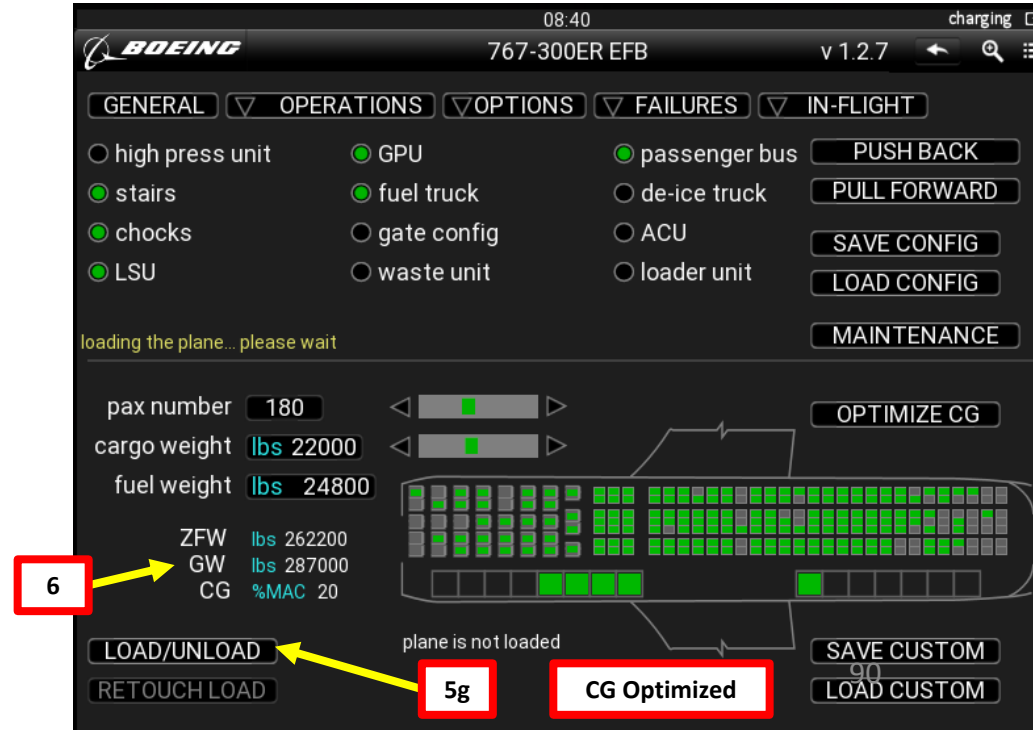 08:40 charging
BOEING 767-300ER EFB v 1.2.7
GENERAL OPERATIONS OPTIONS FAILURES IN-FLIGHT
high press unit GPU passenger bus PUSH BACK
stairs fuel truck de-ice truck PULL FORWARD
chocks gate config ACU SAVE CONFIG
LSU waste unit loader unit LOAD CONFIG
loading the plane... please wait MAINTENANCE
pax number 180 OPTIMIZE CG
cargo weight lbs 22000
fuel weight lbs 24800
ZFW lbs 262200
GW lbs 287000
6
CG %MAC 20
LOAD/UNLOAD plane is not loaded SAVE CUSTOM
90
RETOUCH LOAD 5g CG Optimized LOAD CUSTOM